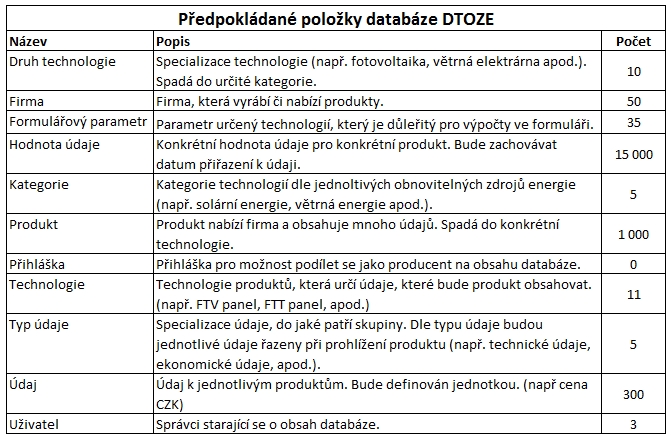 Předpokládané položky databáze DTOZE
Název Popis Počet
Druh technologie Specializace technologie (např. fotovoltaika, větrná elektrárna apod.).
Spadá do určité kategorie. 10
Firma Firma, která vyrábí či nabízí produkty. 50
Formulářový parametr Parametr určený technologií, který je důleřitý pro výpočty ve formuláři. 35
Hodnota údaje Konkrétní hodnota údaje pro konkrétní produkt. Bude zachovávat
datum přiřazení k údaji. 15 000
Kategorie Kategorie technologií dle jednoltivých obnovitelných zdrojů energie
(např. solární energie, větrná energie apod.). 5
Produkt Produkt nabízí firma a obsahuje mnoho údajů. Spadá do konkrétní
technologie. 1 000
Přihláška Přihláška pro možnost podílet se jako producent na obsahu databáze. 0
Technologie Technologie produktů, která určí údaje, které bude produkt obsahovat.
(např. FTV panel, FTT panel, apod.) 11
Typ údaje Specializace údaje, do jaké patří skupiny. Dle typu údaje budou
jednotlivé údaje řazeny při prohlížení produktu (např. technické údaje,
ekonomické údaje, apod.). 5
Údaj Údaj k jednotlivým produktům. Bude definován jednotkou. (např cena
CZK) 300
Uživatel Správci starající se o obsah databáze. 3